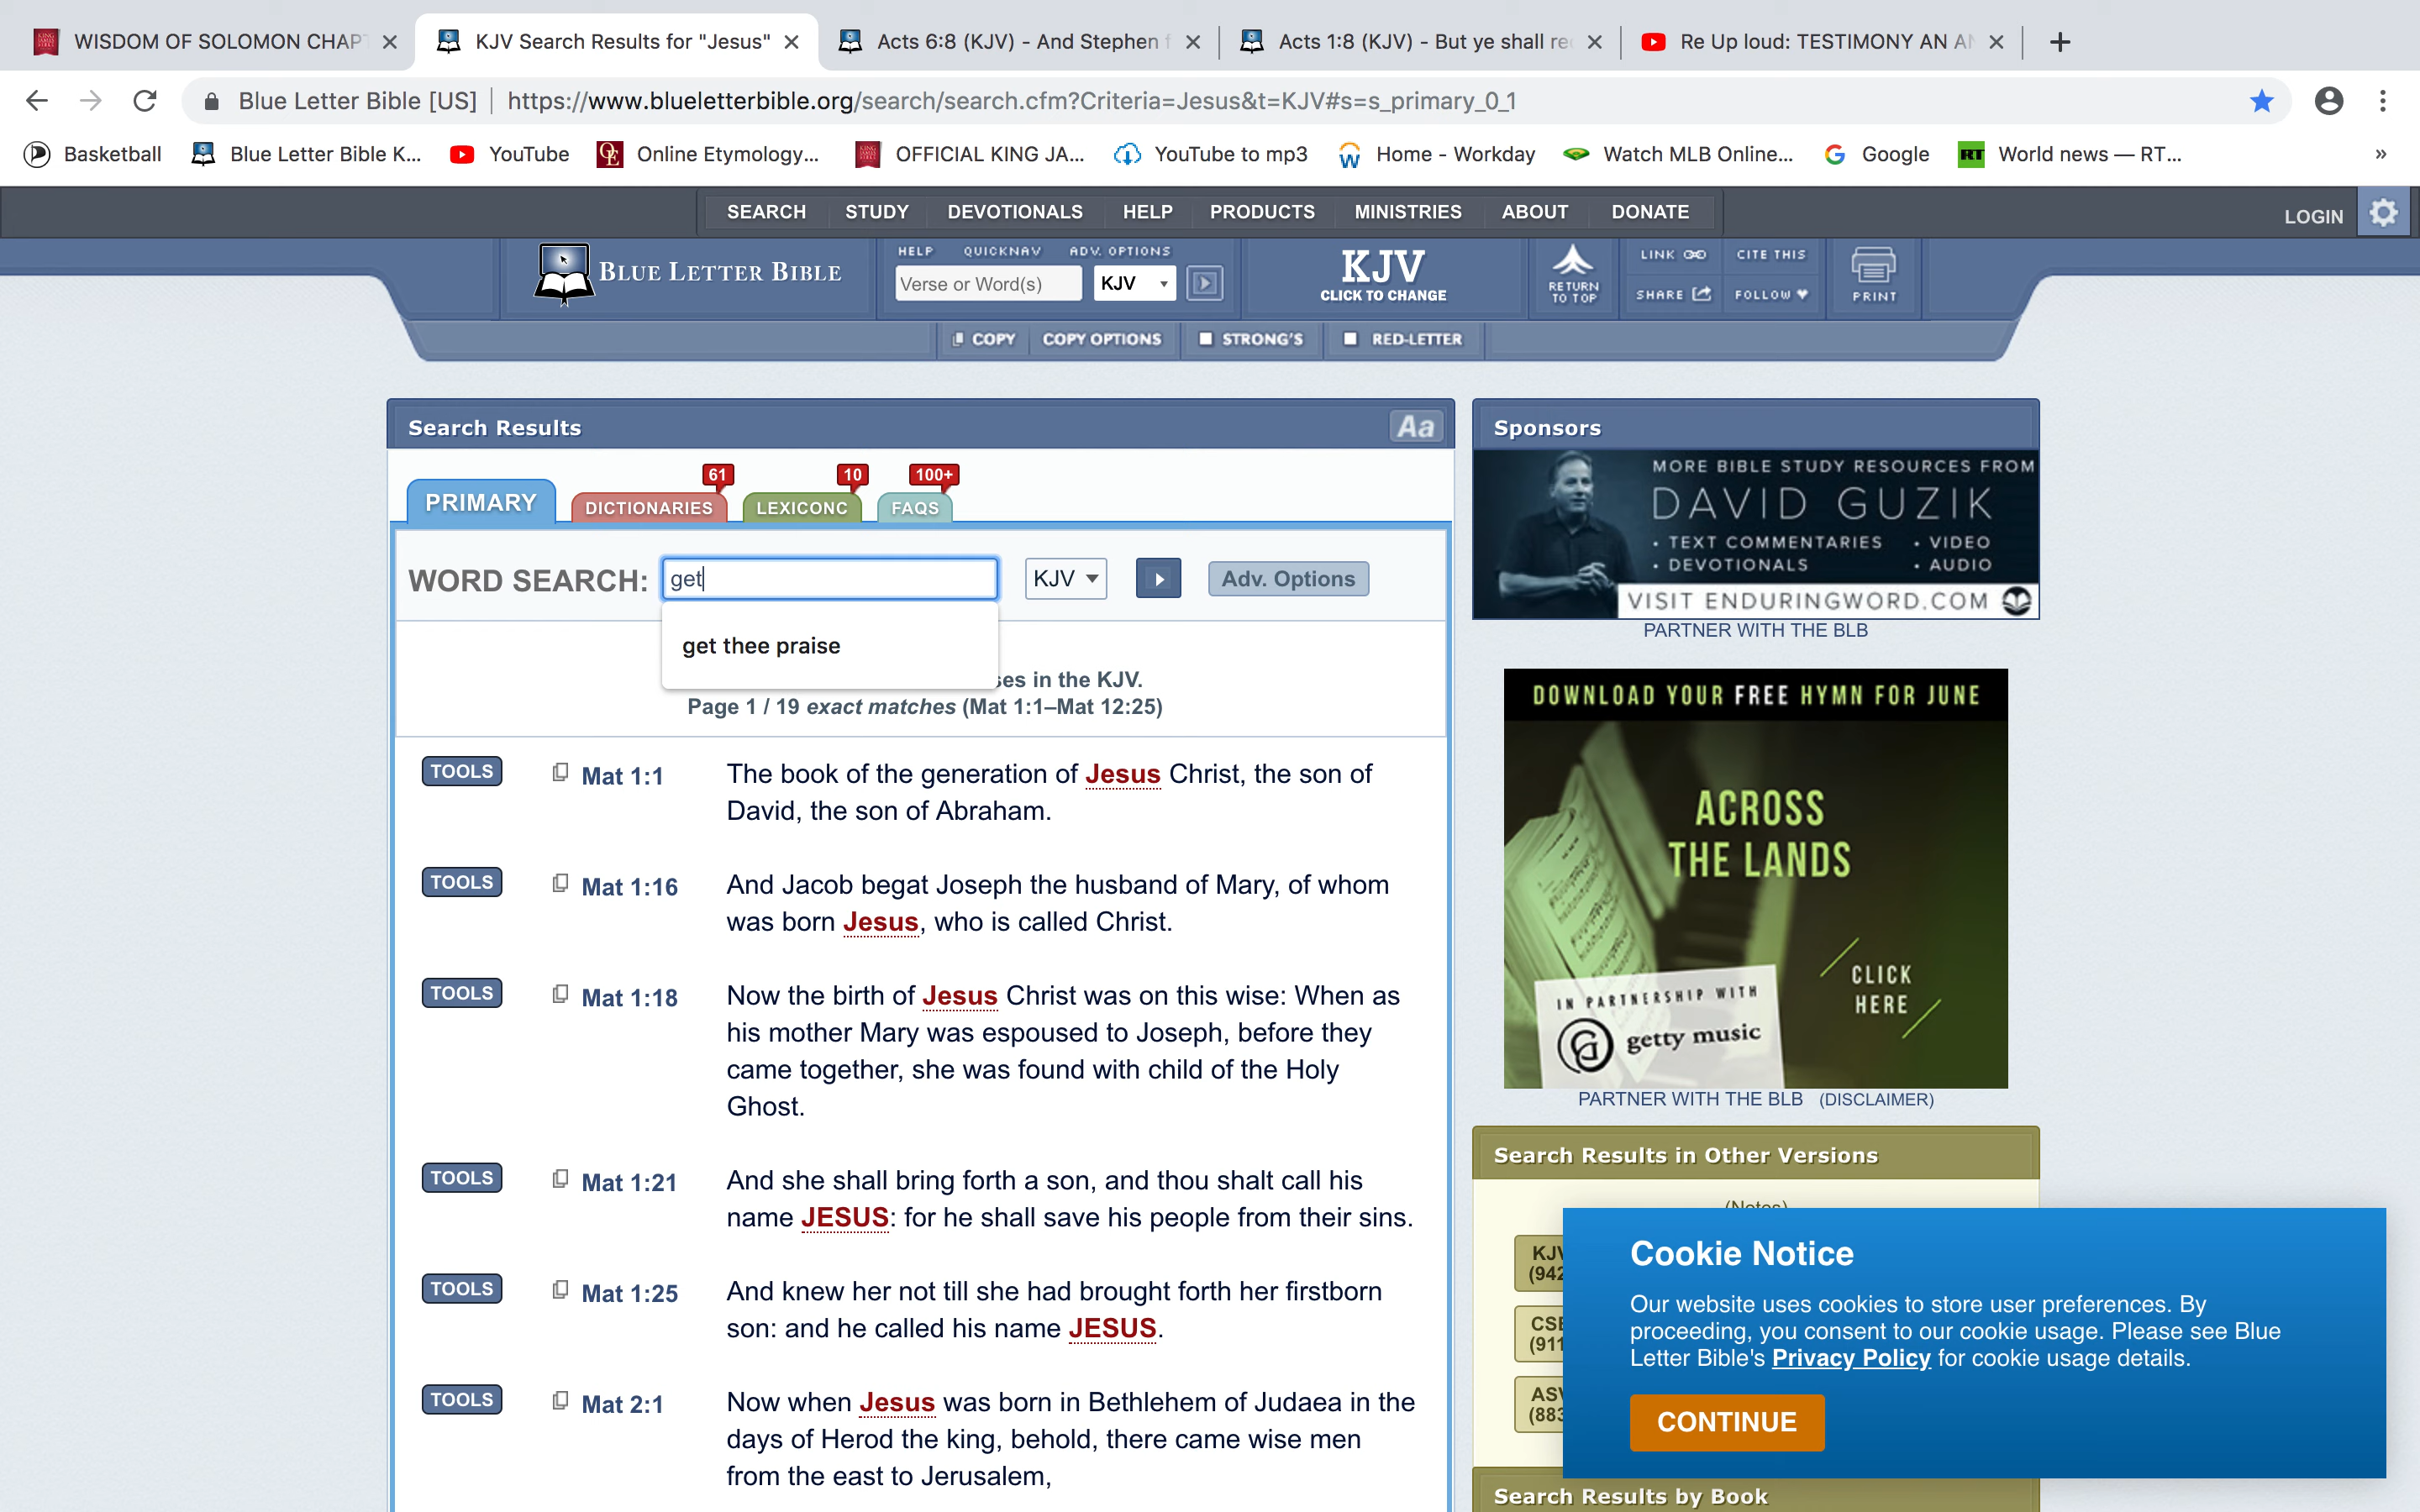 WISDOM OF SOLOMON CHAP
KJV Search Results for "Jesus"
Acts 6:8 (KJV) - And Stephen f
Acts 1:8 (KJV) - But ye shall re
Re Up loud: TESTIMONY AN A
Blue Letter Bible [US]
https://www.blueletterbible.org/search/search.cfm?Criteria=Jesus&t=KJV#s=s_primary_0_1
Basketball
Blue Letter Bible K...
YouTube
OE
Online Etymology...
OFFICIAL KING JA...
YouTube to mp3
Home - Workday
Watch MLB Online...
Google
RT
World news — RT...
»
SEARCH STUDY DEVOTIONALS HELP PRODUCTS MINISTRIES ABOUT DONATE
LOGIN
BLUE LETTER BIBLE
HELP QUICKNAV ADV. OPTIONS
Verse or Word(s)
KJV
KJV
CLICK TO CHANGE
RETURN
TO TOP
LINK CITE THIS
SHARE FOLLOW
PRINT
COPY COPY OPTIONS STRONG'S RED-LETTER
Search Results
Aa
61 10 100+
PRIMARY DICTIONARIES LEXICONC FAQS
WORD SEARCH: get KJV Adv. Options
get thee praise
ses in the KJV.
Page 1 / 19 exact matches (Mat 1:1–Mat 12:25)
TOOLS Mat 1:1 The book of the generation of Jesus Christ, the son of
David, the son of Abraham.
TOOLS Mat 1:16 And Jacob begat Joseph the husband of Mary, of whom
was born Jesus, who is called Christ.
TOOLS Mat 1:18 Now the birth of Jesus Christ was on this wise: When as
his mother Mary was espoused to Joseph, before they
came together, she was found with child of the Holy
Ghost.
TOOLS Mat 1:21 And she shall bring forth a son, and thou shalt call his
name JESUS: for he shall save his people from their sins.
TOOLS Mat 1:25 And knew her not till she had brought forth her firstborn
son: and he called his name JESUS.
TOOLS Mat 2:1 Now when Jesus was born in Bethlehem of Judaea in the
days of Herod the king, behold, there came wise men
from the east to Jerusalem,
Sponsors
MORE BIBLE STUDY RESOURCES FROM
DAVID GUZIK
• TEXT COMMENTARIES • VIDEO
• DEVOTIONALS • AUDIO
VISIT ENDURINGWORD.COM
PARTNER WITH THE BLB
DOWNLOAD YOUR FREE HYMN FOR JUNE
ACROSS
THE LANDS
CLICK
HERE
IN PARTNERSHIP WITH
getty music
PARTNER WITH THE BLB (DISCLAIMER)
Search Results in Other Versions
(Notes)
KJV
(942
CSB
(911
ASV
(883
Cookie Notice
Our website uses cookies to store user preferences. By
proceeding, you consent to our cookie usage. Please see Blue
Letter Bible's Privacy Policy for cookie usage details.
CONTINUE
Search Results by Book